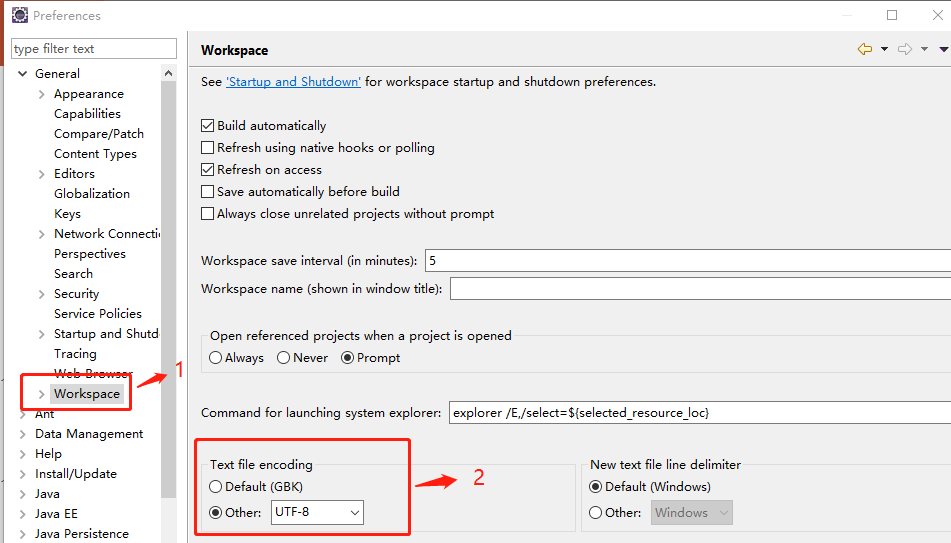 Preferences
type filter text
General
Appearance
Capabilities
Compare/Patch
Content Types
Editors
Globalization
Keys
Network Connectic
Perspectives
Search
Security
Service Policies
Startup and Shutdo
Tracing
Web Browser
Workspace
Ant
Data Management
Help
Install/Update
Java
Java EE
Java Persistence
1
Workspace
See 'Startup and Shutdown' for workspace startup and shutdown preferences.
Build automatically
Refresh using native hooks or polling
Refresh on access
Save automatically before build
Always close unrelated projects without prompt
Workspace save interval (in minutes): 5
Workspace name (shown in window title):
Open referenced projects when a project is opened
Always Never Prompt
Command for launching system explorer: explorer /E,/select=${selected_resource_loc}
Text file encoding
Default (GBK)
Other: UTF-8
2
New text file line delimiter
Default (Windows)
Other: Windows